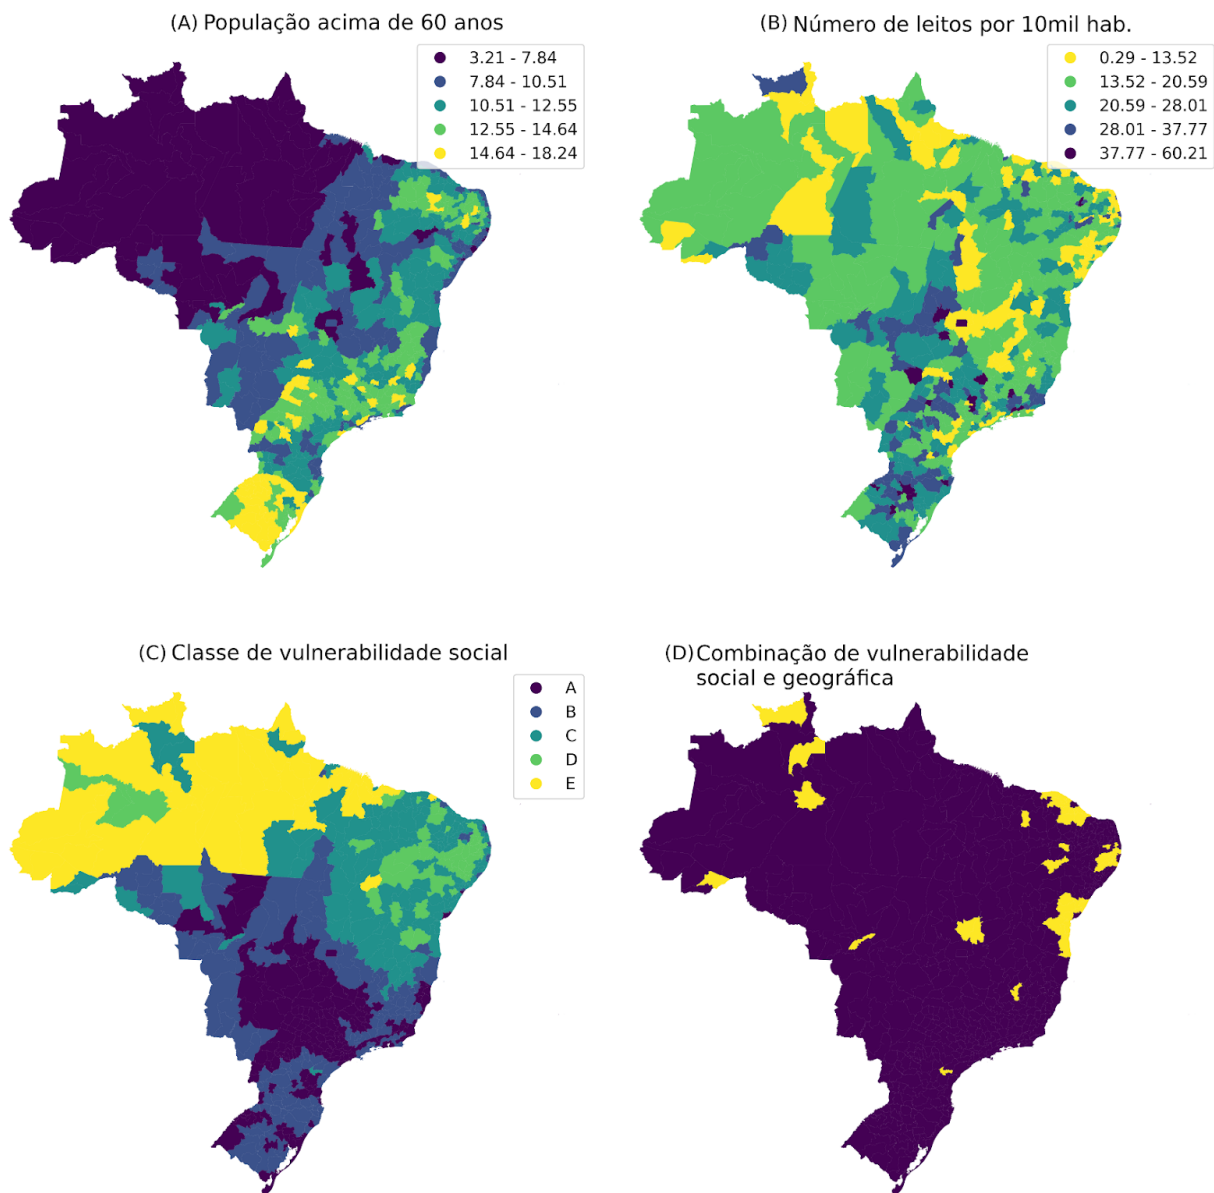 (A) População acima de 60 anos
3.21 - 7.84
7.84 - 10.51
10.51 - 12.55
12.55 - 14.64
14.64 - 18.24
(B) Número de leitos por 10mil hab.
0.29 - 13.52
13.52 - 20.59
20.59 - 28.01
28.01 - 37.77
37.77 - 60.21
(C) Classe de vulnerabilidade social
A
B
C
D
E
(D) Combinação de vulnerabilidade
social e geográfica